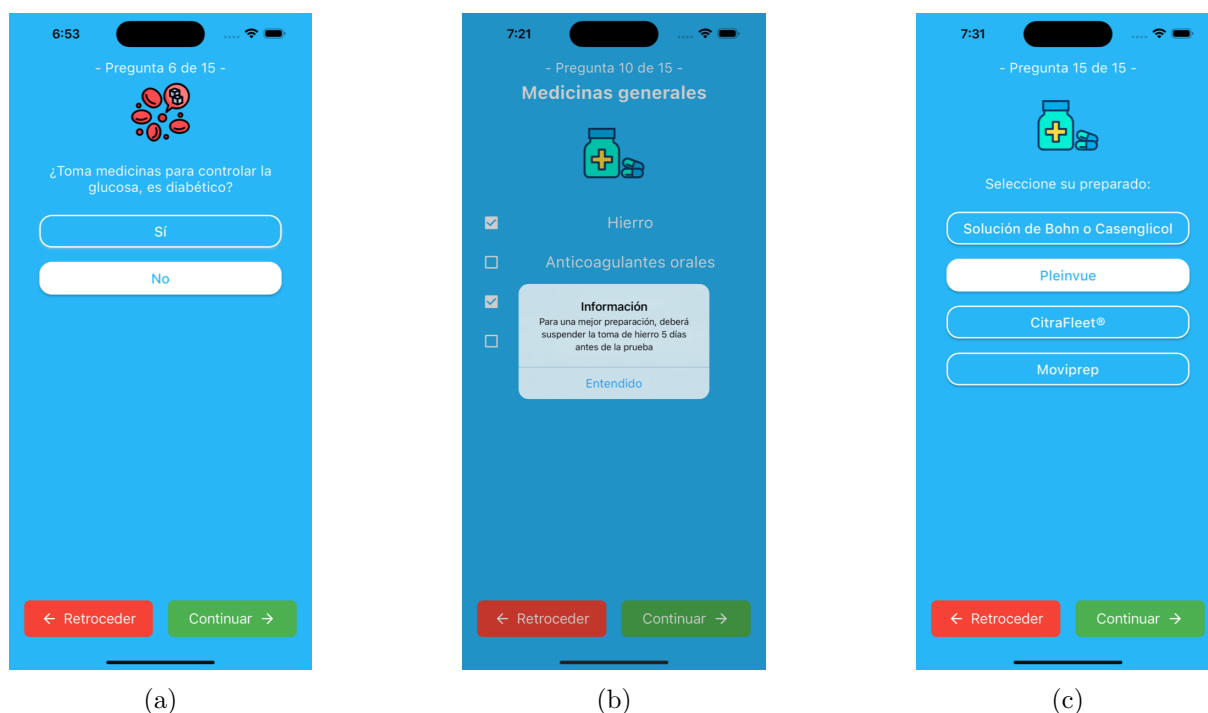 6:53
- Pregunta 6 de 15 -
¿Toma medicinas para controlar la
glucosa, es diabético?
Sí
No
← Retroceder
Continuar →
(a)
7:21
- Pregunta 10 de 15 -
Medicinas generales
Hierro
Anticoagulantes orales
Información
Para una mejor preparación, deberá
suspender la toma de hierro 5 días
antes de la prueba
Entendido
← Retroceder
Continuar →
(b)
7:31
- Pregunta 15 de 15 -
Seleccione su preparado:
Solución de Bohn o Casenglicol
Pleinvue
CitraFleet®
Moviprep
← Retroceder
Continuar →
(c)